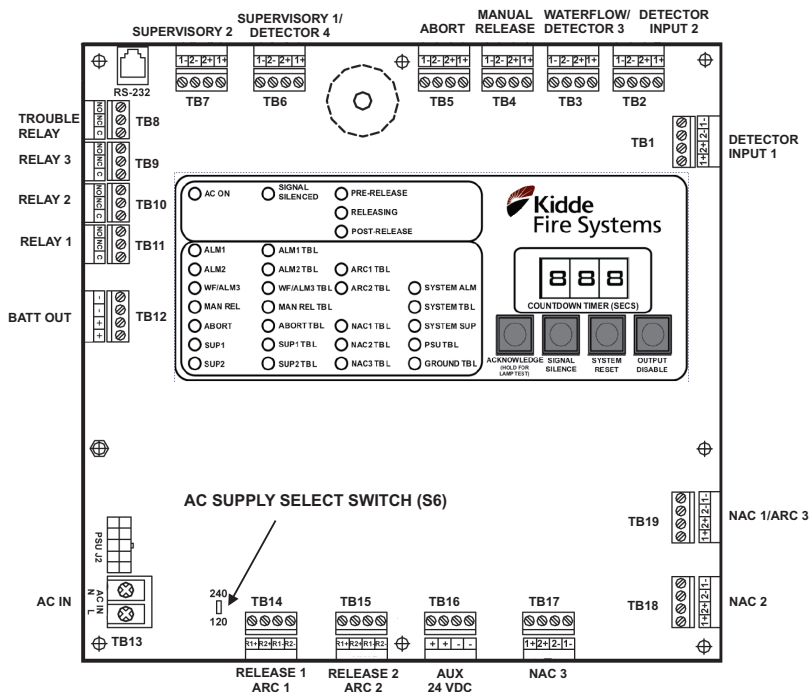 SUPERVISORY 2
SUPERVISORY 1/
DETECTOR 4
ABORT
MANUAL
RELEASE
WATERFLOW/
DETECTOR 3
DETECTOR
INPUT 2
RS-232
1- 2- 2+ 1+
TB7
1- 2- 2+ 1+
TB6
1- 2- 2+ 1+
TB5
1- 2- 2+ 1+
TB4
1- 2- 2+ 1+
TB3
1- 2- 2+ 1+
TB2
TROUBLE
RELAY
NO NC C
TB8
RELAY 3
NO NC C
TB9
RELAY 2
NO NC C
TB10
RELAY 1
NO NC C
TB11
BATT OUT
- - + +
TB12
TB1
1+ 2+ 2- 1-
DETECTOR
INPUT 1
AC ON
SIGNAL
SILENCED
PRE-RELEASE
RELEASING
POST-RELEASE
Kidde
Fire Systems
ALM1
ALM1 TBL
ALM2
ALM2 TBL
ARC1 TBL
WF/ALM3
WF/ALM3 TBL
ARC2 TBL
SYSTEM ALM
MAN REL
MAN REL TBL
SYSTEM TBL
ABORT
ABORT TBL
NAC1 TBL
SYSTEM SUP
SUP1
SUP1 TBL
NAC2 TBL
PSU TBL
SUP2
SUP2 TBL
NAC3 TBL
GROUND TBL
888
COUNTDOWN TIMER (SECS)
ACKNOWLEDGE
(HOLD FOR
LAMP TEST)
SIGNAL
SILENCE
SYSTEM
RESET
OUTPUT
DISABLE
AC SUPPLY SELECT SWITCH (S6)
PSU J2
AC IN
AC IN
N L
TB13
240
120
TB14
R1+ R2+ R1- R2-
RELEASE 1
ARC 1
TB15
R1+ R2+ R1- R2-
RELEASE 2
ARC 2
TB16
+ + - -
AUX
24 VDC
TB17
1+ 2+ 2- 1-
NAC 3
TB19
1+ 2+ 2- 1-
NAC 1/ARC 3
TB18
1+ 2+ 2- 1-
NAC 2